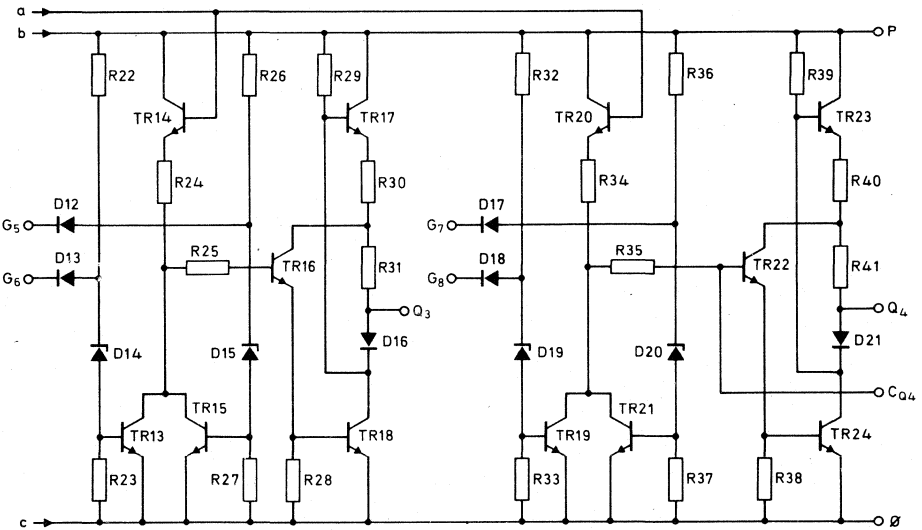 a
b
P
R22
R26
R29
R32
R36
R39
TR14
TR17
TR20
TR23
R24
R30
R34
R40
D12
G5
D17
G7
D13
G6
R25
TR16
R31
D18
G8
R35
TR22
R41
Q3
Q4
D14
D15
D16
D19
D20
D21
CQ4
TR13
TR15
TR18
TR19
TR21
TR24
R23
R27
R28
R33
R37
R38
c
Ø